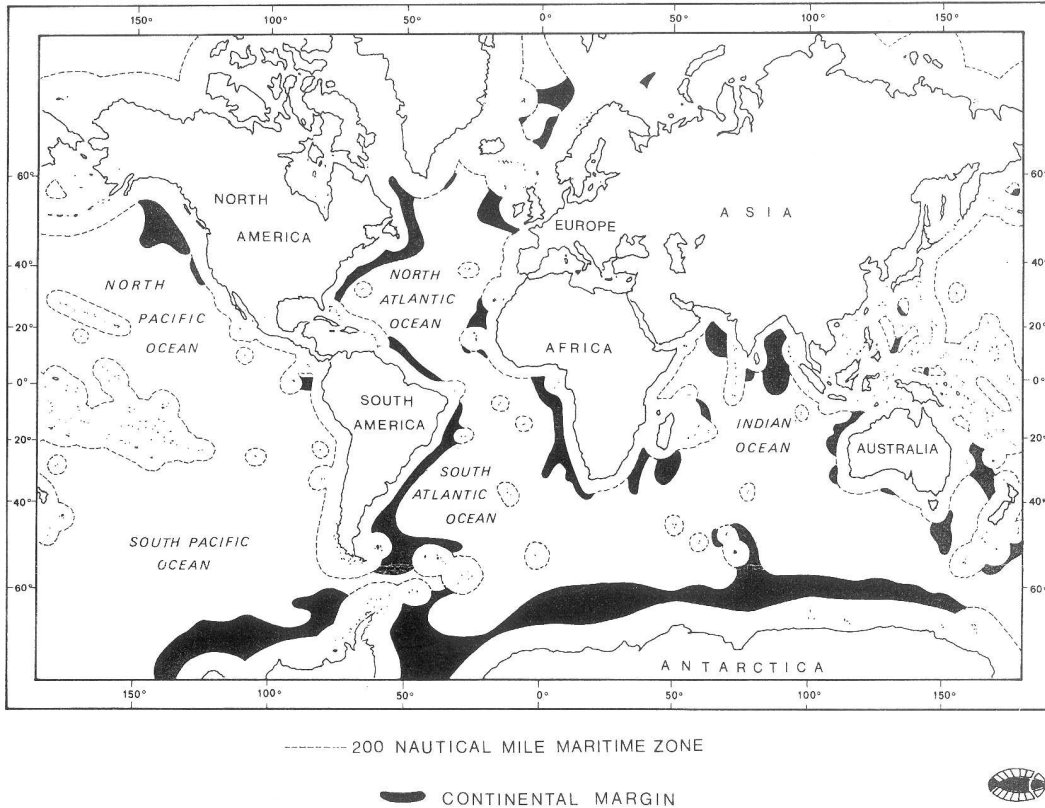 150° 100° 50° 0° 50° 100° 150°
60° 60°
NORTH
AMERICA
EUROPE
ASIA
40° 40°
NORTH
PACIFIC
OCEAN
NORTH
ATLANTIC
OCEAN
20° 20°
AFRICA
0° 0°
SOUTH
AMERICA
INDIAN
OCEAN
20° 20°
AUSTRALIA
SOUTH
ATLANTIC
OCEAN
40° 40°
SOUTH PACIFIC
OCEAN
60° 60°
ANTARCTICA
150° 100° 50° 0° 50° 100° 150°
200 NAUTICAL MILE MARITIME ZONE
CONTINENTAL MARGIN